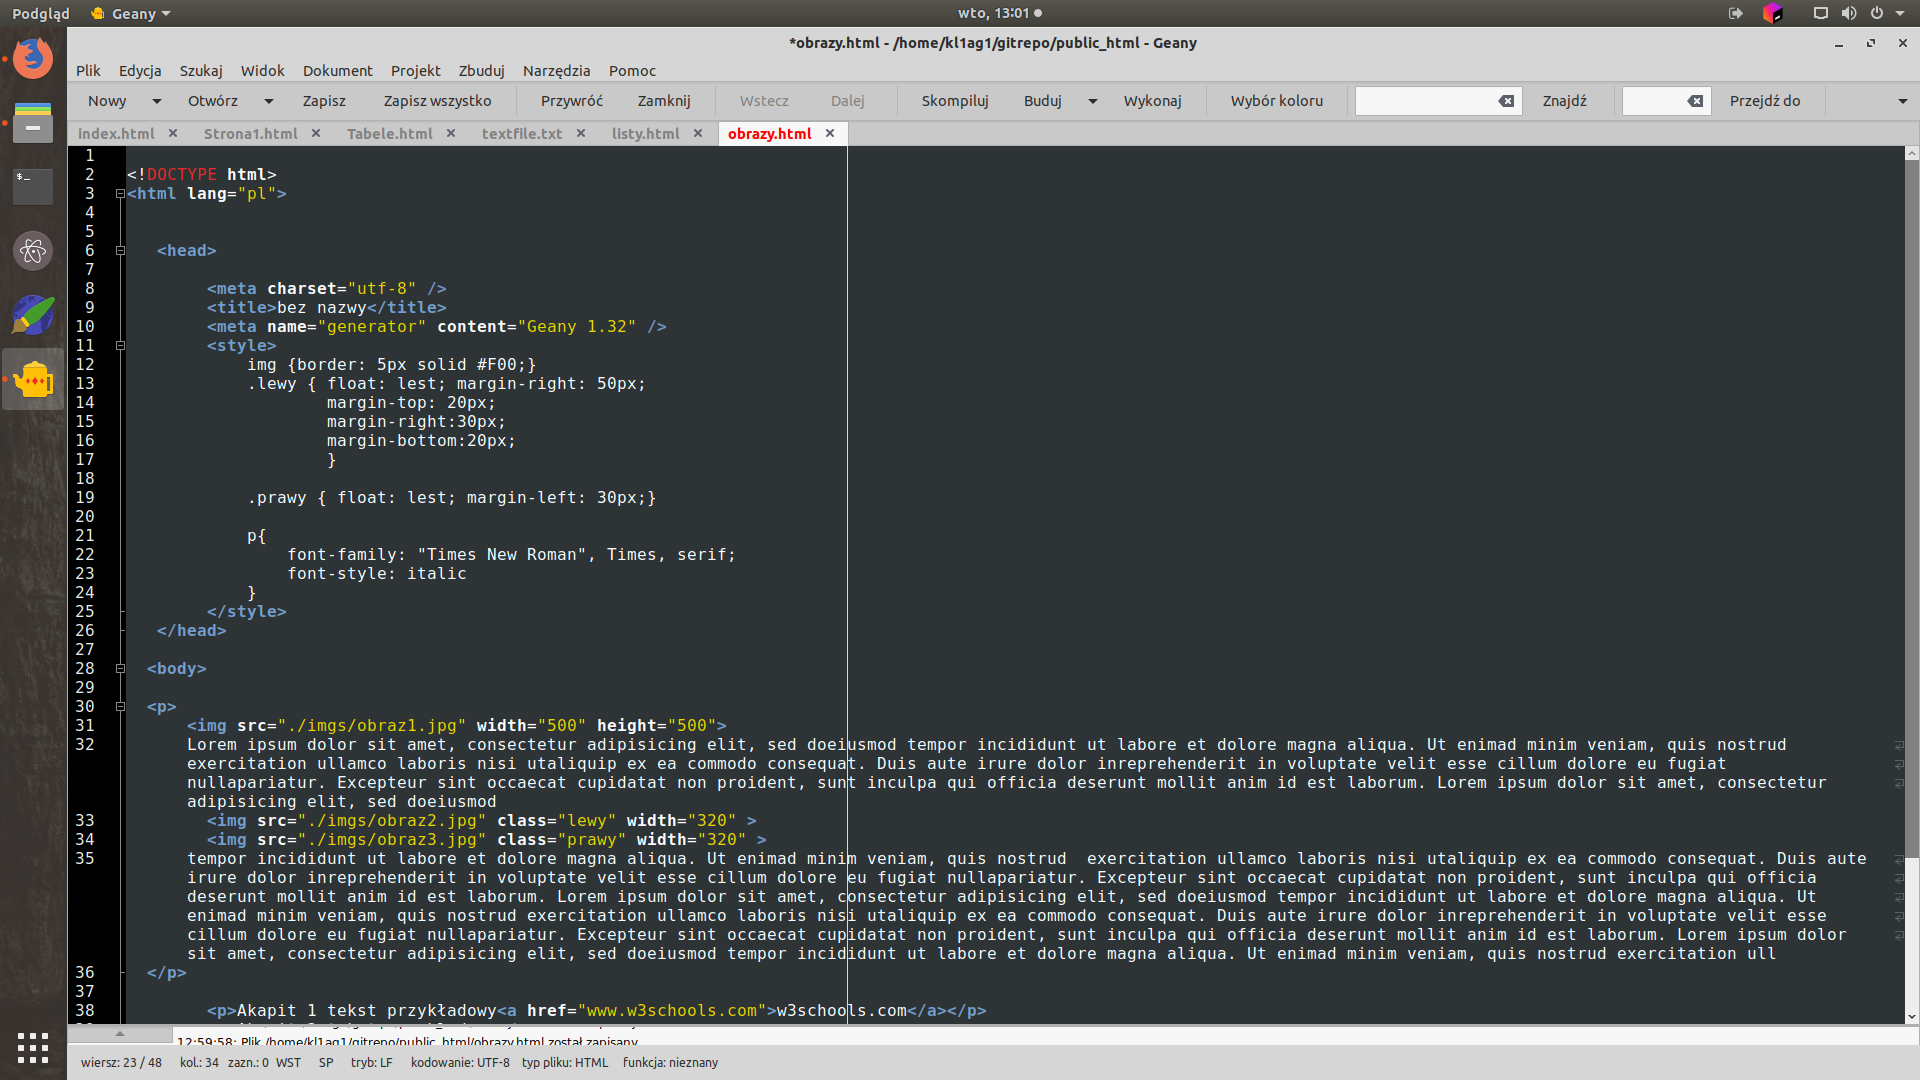 Podgląd Geany wto, 13:01
*obrazy.html - /home/kl1ag1/gitrepo/public_html - Geany
Plik Edycja Szukaj Widok Dokument Projekt Zbuduj Narzędzia Pomoc
Nowy Otwórz Zapisz Zapisz wszystko Przywróć Zamknij Wstecz Dalej Skompiluj Buduj Wykonaj Wybór koloru Znajdź Przejdź do
index.html Strona1.html Tabele.html textfile.txt listy.html obrazy.html
1
2 <!DOCTYPE html>
3 <html lang="pl">
4
5
6 <head>
7
8 <meta charset="utf-8" />
9 <title>bez nazwy</title>
10 <meta name="generator" content="Geany 1.32" />
11 <style>
12 img {border: 5px solid #F00;}
13 .lewy { float: lest; margin-right: 50px;
14 margin-top: 20px;
15 margin-right:30px;
16 margin-bottom:20px;
17 }
18
19 .prawy { float: lest; margin-left: 30px;}
20
21 p{
22 font-family: "Times New Roman", Times, serif;
23 font-style: italic
24 }
25 </style>
26 </head>
27
28 <body>
29
30 <p>
31 <img src="./imgs/obraz1.jpg" width="500" height="500">
32 Lorem ipsum dolor sit amet, consectetur adipisicing elit, sed doeiusmod tempor incididunt ut labore et dolore magna aliqua. Ut enimad minim veniam, quis nostrud
exercitation ullamco laboris nisi utaliquip ex ea commodo consequat. Duis aute irure dolor inreprehenderit in voluptate velit esse cillum dolore eu fugiat
nullapariatur. Excepteur sint occaecat cupidatat non proident, sunt inculpa qui officia deserunt mollit anim id est laborum. Lorem ipsum dolor sit amet, consectetur
adipisicing elit, sed doeiusmod
33 <img src="./imgs/obraz2.jpg" class="lewy" width="320" >
34 <img src="./imgs/obraz3.jpg" class="prawy" width="320" >
35 tempor incididunt ut labore et dolore magna aliqua. Ut enimad minim veniam, quis nostrud  exercitation ullamco laboris nisi utaliquip ex ea commodo consequat. Duis aute
irure dolor inreprehenderit in voluptate velit esse cillum dolore eu fugiat nullapariatur. Excepteur sint occaecat cupidatat non proident, sunt inculpa qui officia
deserunt mollit anim id est laborum. Lorem ipsum dolor sit amet, consectetur adipisicing elit, sed doeiusmod tempor incididunt ut labore et dolore magna aliqua. Ut
enimad minim veniam, quis nostrud exercitation ullamco laboris nisi utaliquip ex ea commodo consequat. Duis aute irure dolor inreprehenderit in voluptate velit esse
cillum dolore eu fugiat nullapariatur. Excepteur sint occaecat cupidatat non proident, sunt inculpa qui officia deserunt mollit anim id est laborum. Lorem ipsum dolor
sit amet, consectetur adipisicing elit, sed doeiusmod tempor incididunt ut labore et dolore magna aliqua. Ut enimad minim veniam, quis nostrud exercitation ull
36 </p>
37
38 <p>Akapit 1 tekst przykładowy<a href="www.w3schools.com">w3schools.com</a></p>
12:59:58: Plik /home/kl1ag1/gitrepo/public_html/obrazy.html został zapisany.
wiersz: 23 / 48 kol.: 34 zazn.: 0 WST SP tryb: LF kodowanie: UTF-8 typ pliku: HTML funkcja: nieznany